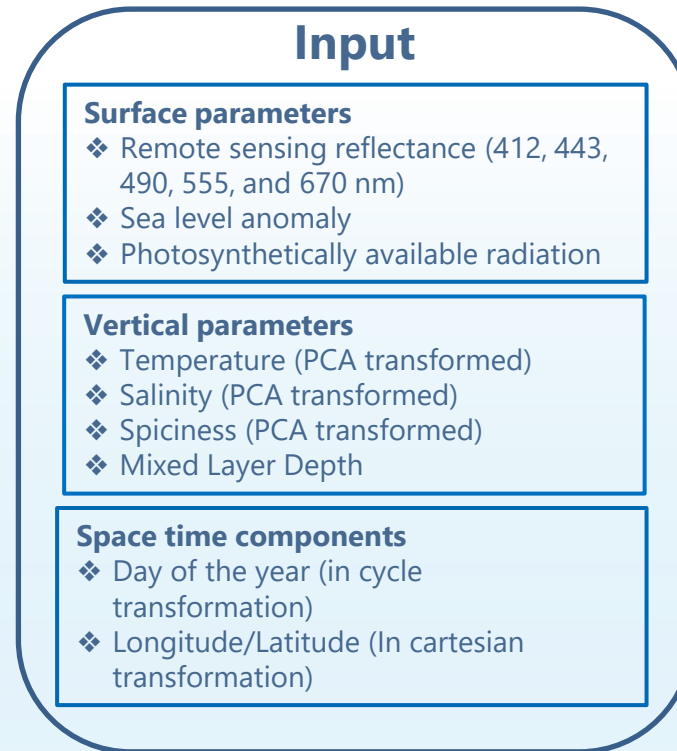 Input
Surface parameters
❖ Remote sensing reflectance (412, 443,
490, 555, and 670 nm)
❖ Sea level anomaly
❖ Photosynthetically available radiation
Vertical parameters
❖ Temperature (PCA transformed)
❖ Salinity (PCA transformed)
❖ Spiciness (PCA transformed)
❖ Mixed Layer Depth
Space time components
❖ Day of the year (in cycle
transformation)
❖ Longitude/Latitude (In cartesian
transformation)